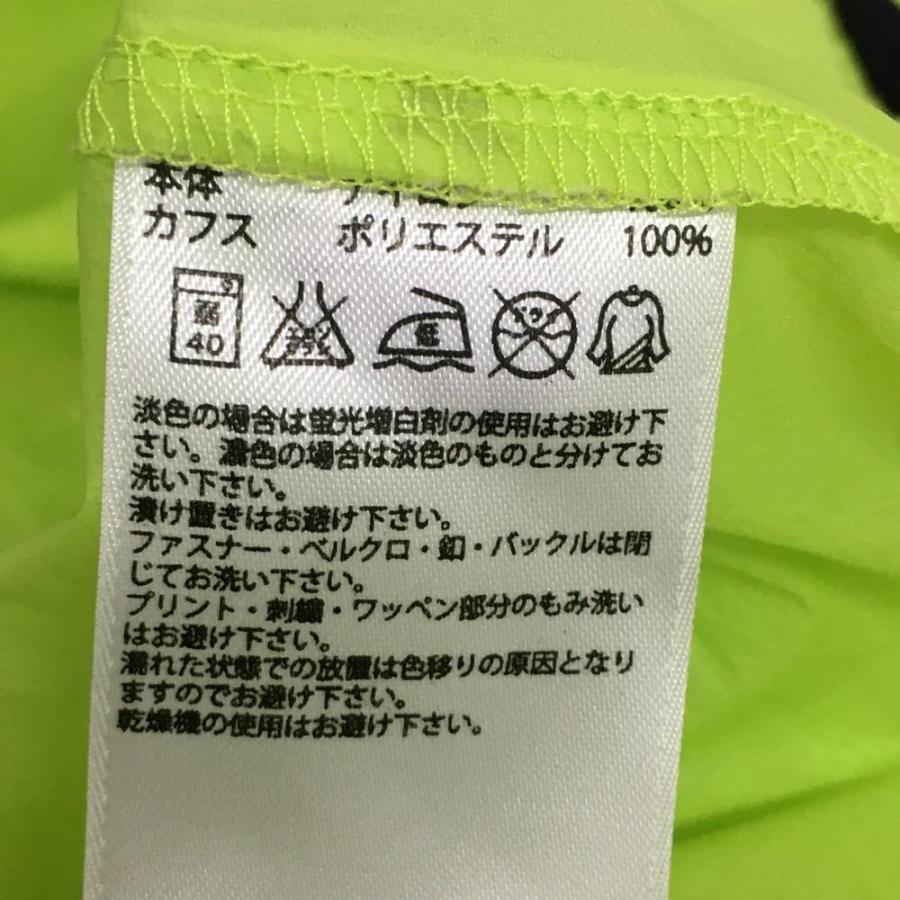 本体
カフス ポリエステル 100%
弱 40 低 ドライ
淡色の場合は蛍光増白剤の使用はお避け下
さい。濃色の場合は淡色のものと分けてお
洗い下さい。
漬け置きはお避け下さい。
ファスナー・ベルクロ・釦・バックルは閉
じてお洗い下さい。
プリント・刺繍・ワッペン部分のもみ洗い
はお避け下さい。
濡れた状態での放置は色移りの原因となり
ますのでお避け下さい。
乾燥機の使用はお避け下さい。